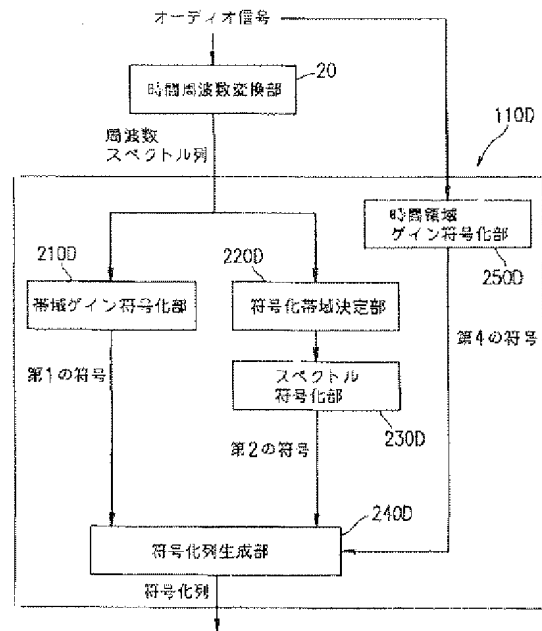 オーディオ信号
20
時間周波数変換部
周波数
スペクトル列
110D
時間領域
ゲイン符号化部
250D
210D
帯域ゲイン符号化部
220D
符号化帯域決定部
第4の符号
第1の符号
スペクトル
符号化部
230D
第2の符号
240D
符号化列生成部
符号化列